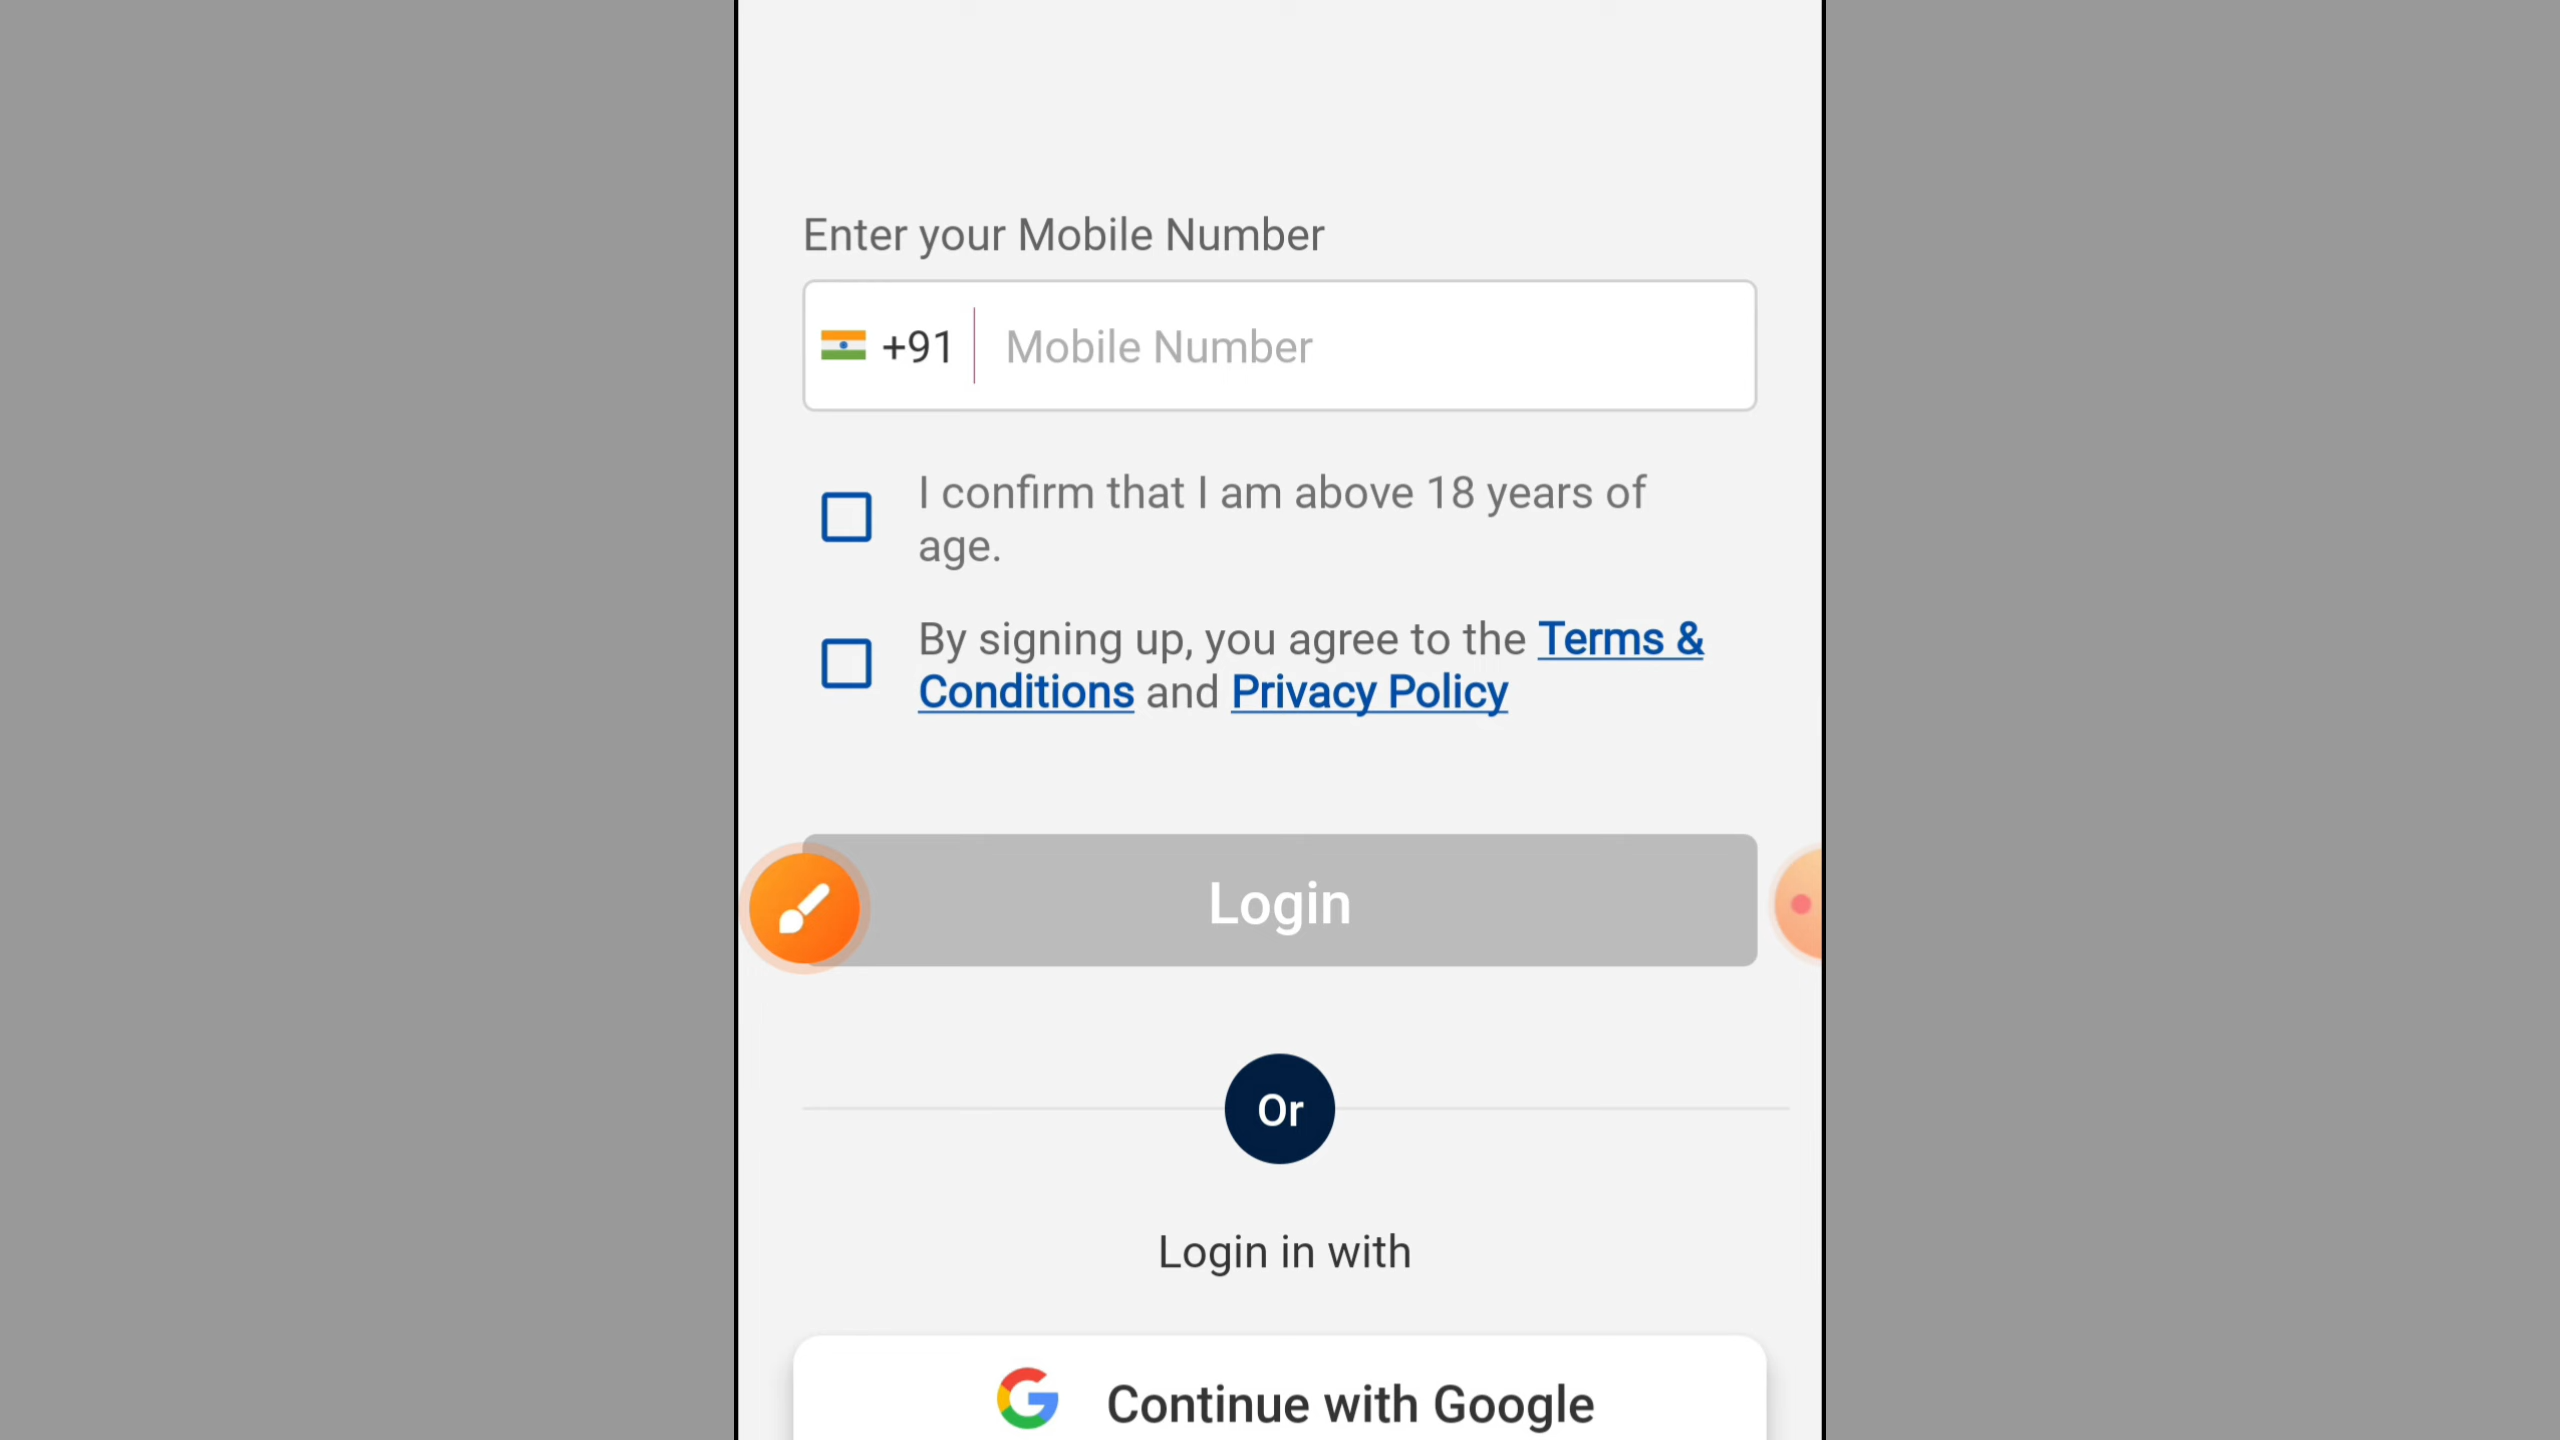 Enter your Mobile Number
+91 Mobile Number
I confirm that I am above 18 years of
age.
By signing up, you agree to the Terms &
Conditions and Privacy Policy
Login
Or
Login in with
Continue with Google